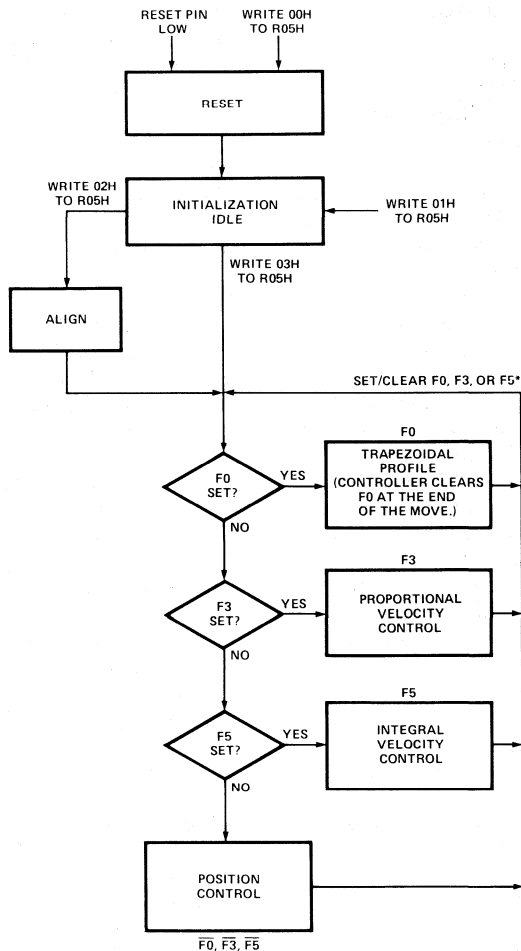 RESET PIN
LOW
WRITE 00H
TO R05H
RESET
WRITE 02H
TO R05H
INITIALIZATION
IDLE
WRITE 01H
TO R05H
WRITE 03H
TO R05H
ALIGN
SET/CLEAR F0, F3, OR F5*
F0
F0
SET?
YES
TRAPEZOIDAL
PROFILE
(CONTROLLER CLEARS
F0 AT THE END
OF THE MOVE.)
NO
F3
F3
SET?
YES
PROPORTIONAL
VELOCITY
CONTROL
NO
F5
F5
SET?
YES
INTEGRAL
VELOCITY
CONTROL
NO
POSITION
CONTROL
F̅0̅, F̅3̅, F̅5̅